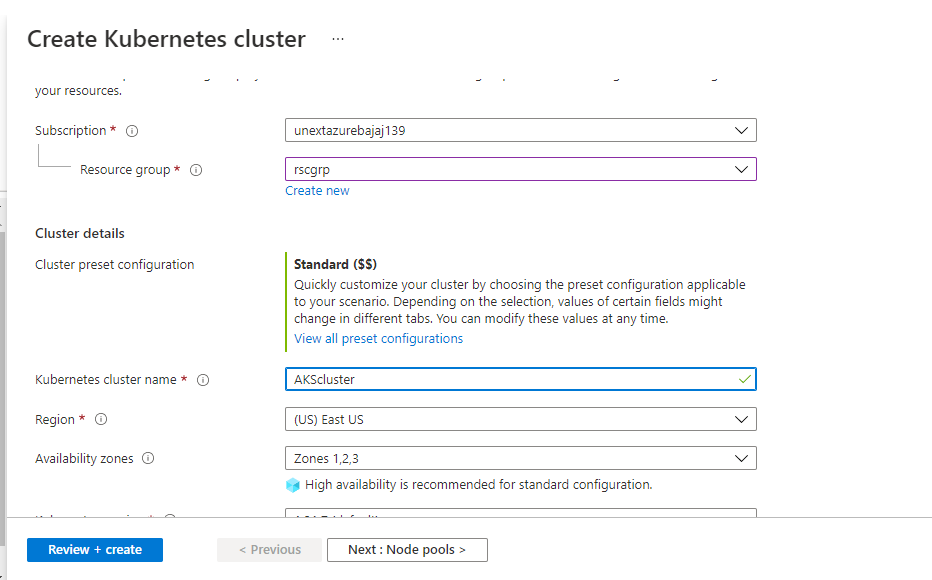 Create Kubernetes cluster ...
your resources.
Subscription *
unextazurebajaj139
Resource group *
rscgrp
Create new
Cluster details
Cluster preset configuration
Standard ($$)
Quickly customize your cluster by choosing the preset configuration applicable
to your scenario. Depending on the selection, values of certain fields might
change in different tabs. You can modify these values at any time.
View all preset configurations
Kubernetes cluster name *
AKScluster
Region *
(US) East US
Availability zones
Zones 1,2,3
High availability is recommended for standard configuration.
Review + create
< Previous
Next : Node pools >